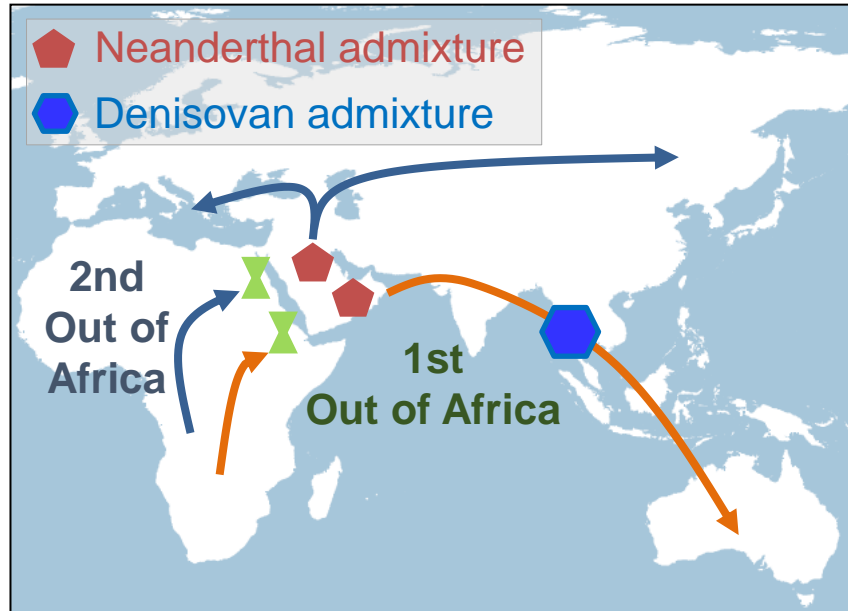 Neanderthal admixture
Denisovan admixture
2nd
Out of
Africa
1st
Out of Africa